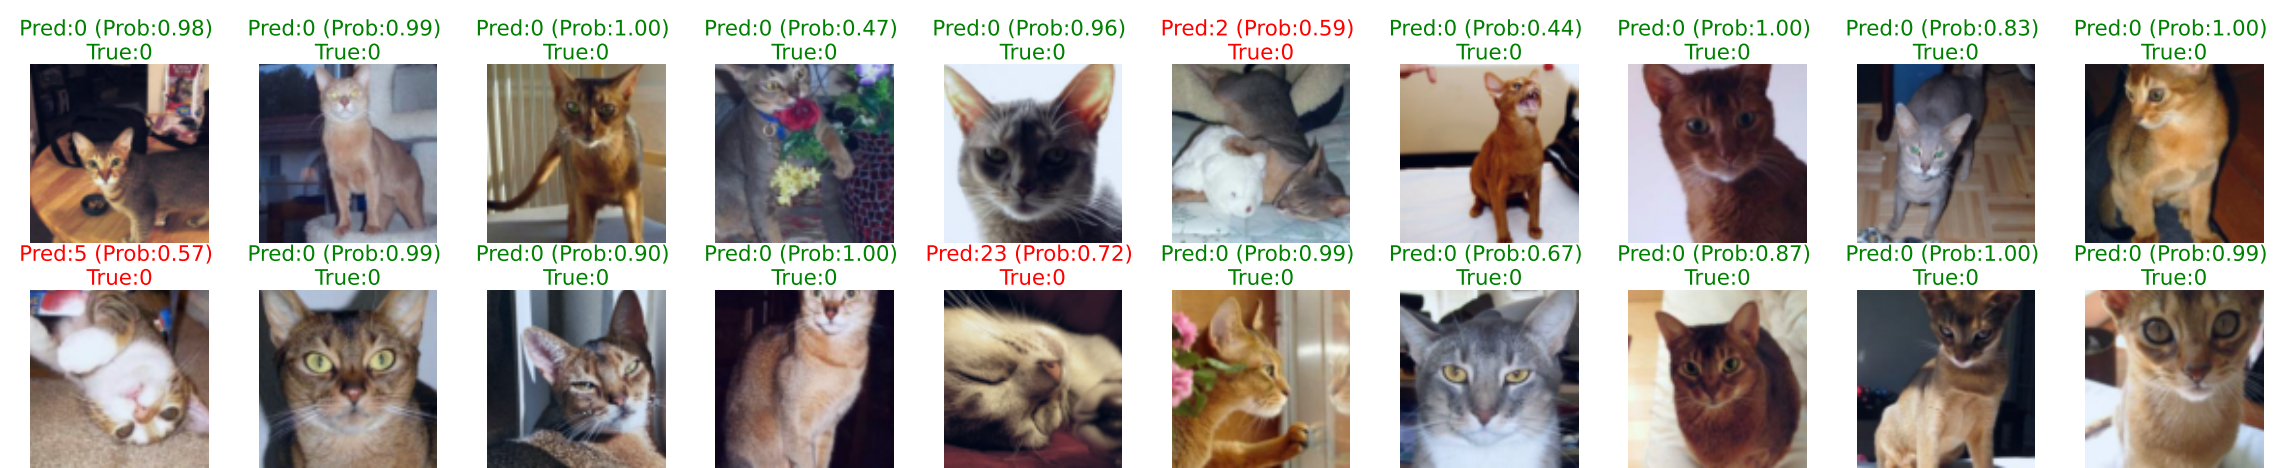 Pred:0 (Prob:0.98)
True:0
Pred:0 (Prob:0.99)
True:0
Pred:0 (Prob:1.00)
True:0
Pred:0 (Prob:0.47)
True:0
Pred:0 (Prob:0.96)
True:0
Pred:2 (Prob:0.59)
True:0
Pred:0 (Prob:0.44)
True:0
Pred:0 (Prob:1.00)
True:0
Pred:0 (Prob:0.83)
True:0
Pred:0 (Prob:1.00)
True:0
Pred:5 (Prob:0.57)
True:0
Pred:0 (Prob:0.99)
True:0
Pred:0 (Prob:0.90)
True:0
Pred:0 (Prob:1.00)
True:0
Pred:23 (Prob:0.72)
True:0
Pred:0 (Prob:0.99)
True:0
Pred:0 (Prob:0.67)
True:0
Pred:0 (Prob:0.87)
True:0
Pred:0 (Prob:1.00)
True:0
Pred:0 (Prob:0.99)
True:0